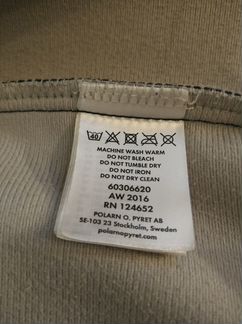 40
MACHINE WASH WARM
DO NOT BLEACH
DO NOT TUMBLE DRY
DO NOT IRON
DO NOT DRY CLEAN
60306620
AW 2016
RN 124652
POLARN O. PYRET AB
SE-103 23 Stockholm, Sweden
polarnopyret.com